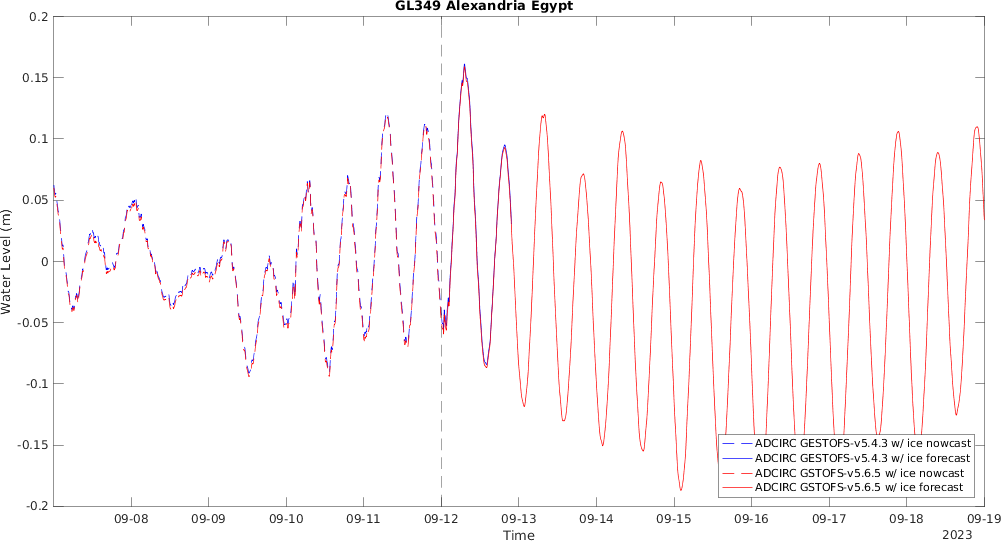 GL349 Alexandria Egypt
0.2
0.15
0.1
0.05
0
-0.05
-0.1
-0.15
-0.2
Water Level (m)
ADCIRC GESTOFS-v5.4.3 w/ ice nowcast
ADCIRC GESTOFS-v5.4.3 w/ ice forecast
ADCIRC GSTOFS-v5.6.5 w/ ice nowcast
ADCIRC GSTOFS-v5.6.5 w/ ice forecast
09-08 09-09 09-10 09-11 09-12 09-13 09-14 09-15 09-16 09-17 09-18 09-19
Time
2023